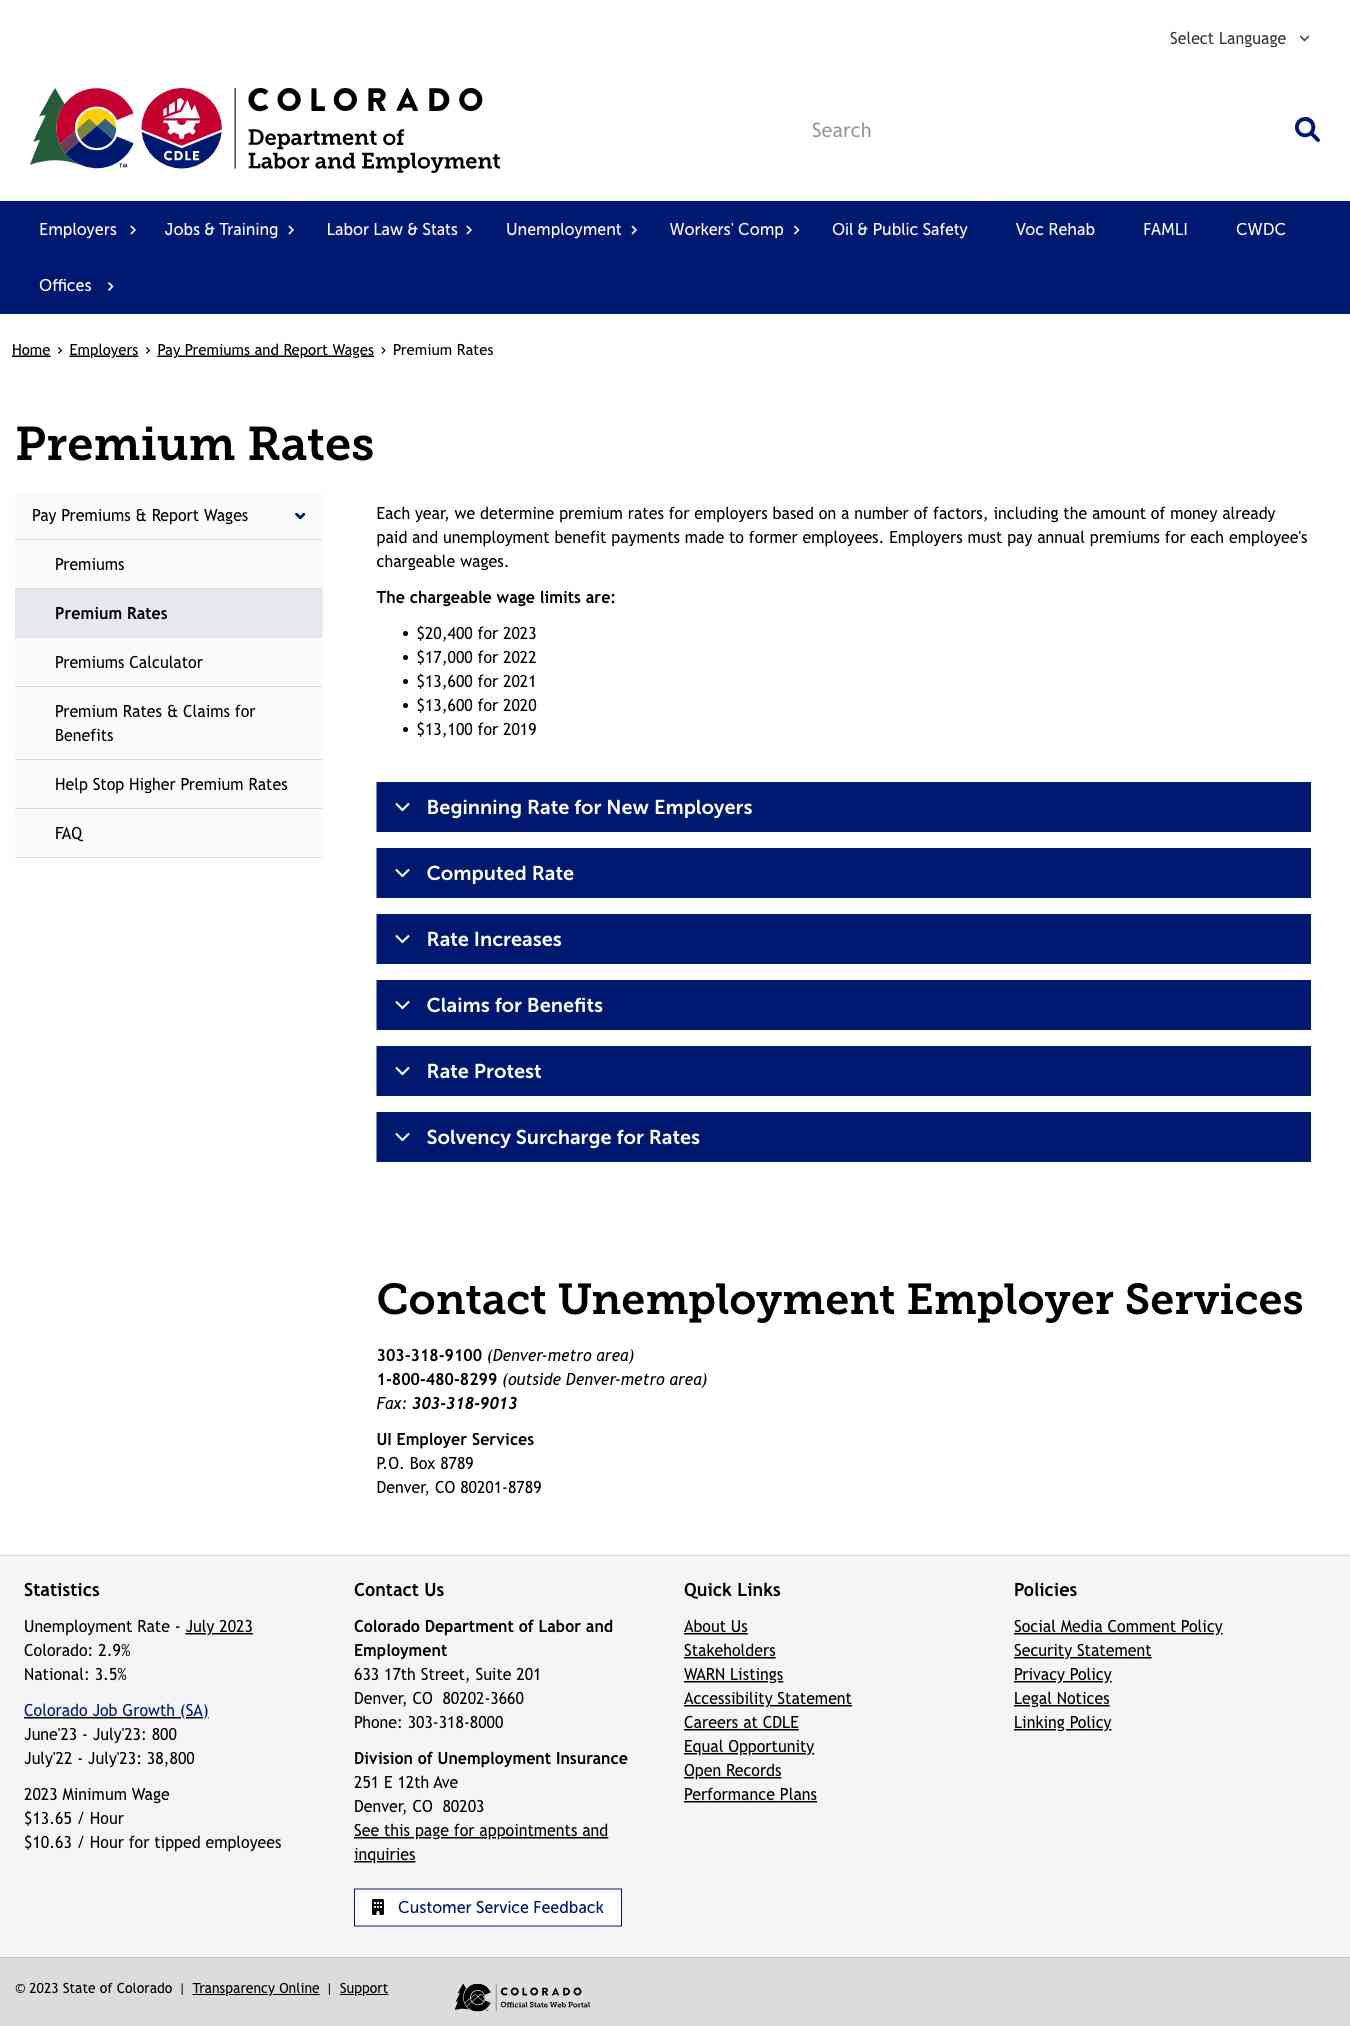 Select Language
COLORADO
Department of
Labor and Employment
CDLE
TM
Search
Employers
Jobs & Training
Labor Law & Stats
Unemployment
Workers' Comp
Oil & Public Safety
Voc Rehab
FAMLI
CWDC
Offices
Home › Employers › Pay Premiums and Report Wages › Premium Rates
Premium Rates
Pay Premiums & Report Wages
Premiums
Premium Rates
Premiums Calculator
Premium Rates & Claims for
Benefits
Help Stop Higher Premium Rates
FAQ
Each year, we determine premium rates for employers based on a number of factors, including the amount of money already
paid and unemployment benefit payments made to former employees. Employers must pay annual premiums for each employee's
chargeable wages.
The chargeable wage limits are:
• $20,400 for 2023
• $17,000 for 2022
• $13,600 for 2021
• $13,600 for 2020
• $13,100 for 2019
Beginning Rate for New Employers
Computed Rate
Rate Increases
Claims for Benefits
Rate Protest
Solvency Surcharge for Rates
Contact Unemployment Employer Services
303-318-9100 (Denver-metro area)
1-800-480-8299 (outside Denver-metro area)
Fax: 303-318-9013
UI Employer Services
P.O. Box 8789
Denver, CO 80201-8789
Statistics
Unemployment Rate - July 2023
Colorado: 2.9%
National: 3.5%
Colorado Job Growth (SA)
June'23 - July'23: 800
July'22 - July'23: 38,800
2023 Minimum Wage
$13.65 / Hour
$10.63 / Hour for tipped employees
Contact Us
Colorado Department of Labor and
Employment
633 17th Street, Suite 201
Denver, CO 80202-3660
Phone: 303-318-8000
Division of Unemployment Insurance
251 E 12th Ave
Denver, CO 80203
See this page for appointments and
inquiries
Customer Service Feedback
Quick Links
About Us
Stakeholders
WARN Listings
Accessibility Statement
Careers at CDLE
Equal Opportunity
Open Records
Performance Plans
Policies
Social Media Comment Policy
Security Statement
Privacy Policy
Legal Notices
Linking Policy
© 2023 State of Colorado | Transparency Online | Support
COLORADO
Official State Web Portal